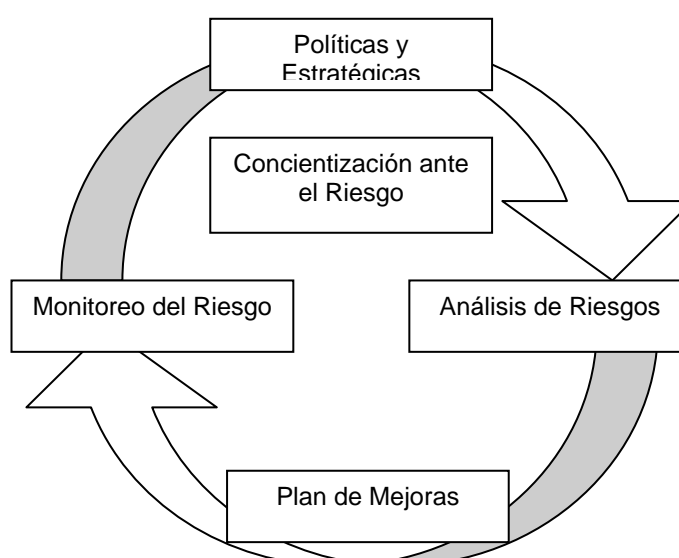 Políticas y
Estratégicas
Concientización ante
el Riesgo
Monitoreo del Riesgo
Análisis de Riesgos
Plan de Mejoras